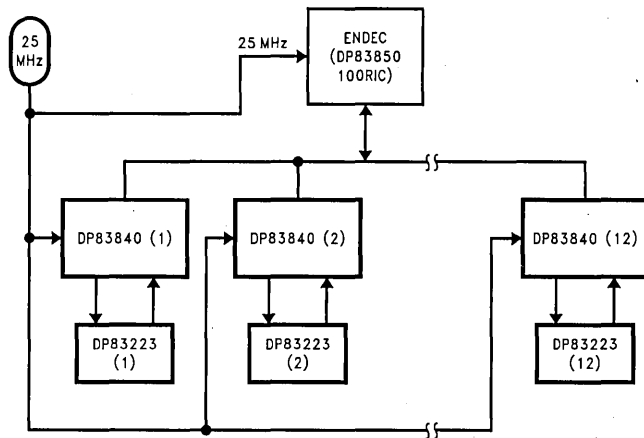 25
MHz
25 MHz
ENDEC
(DP83850
100RIC)
DP83840 (1)
DP83840 (2)
DP83840 (12)
DP83223
(1)
DP83223
(2)
DP83223
(12)